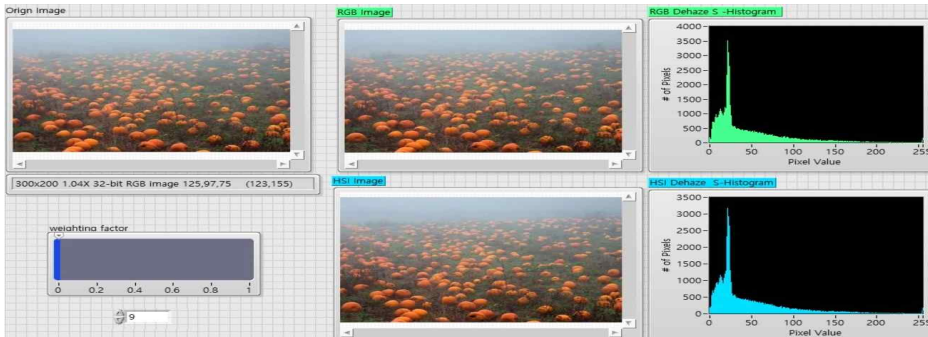 Orign Image
RGB Image
RGB Dehaze S -Histogram
4000
3500
3000
2500
2000
1500
1000
500
0
# of Pixels
0 50 100 150 200 255
Pixel Value
300x200 1.04X 32-bit RGB image 125,97,75 (123,155)
HSI Image
HSI Dehaze S-Histogram
3500
3000
2500
2000
1500
1000
500
0
# of Pixels
0 50 100 150 200 255
Pixel Value
weighting factor
0 0.2 0.4 0.6 0.8 1
9